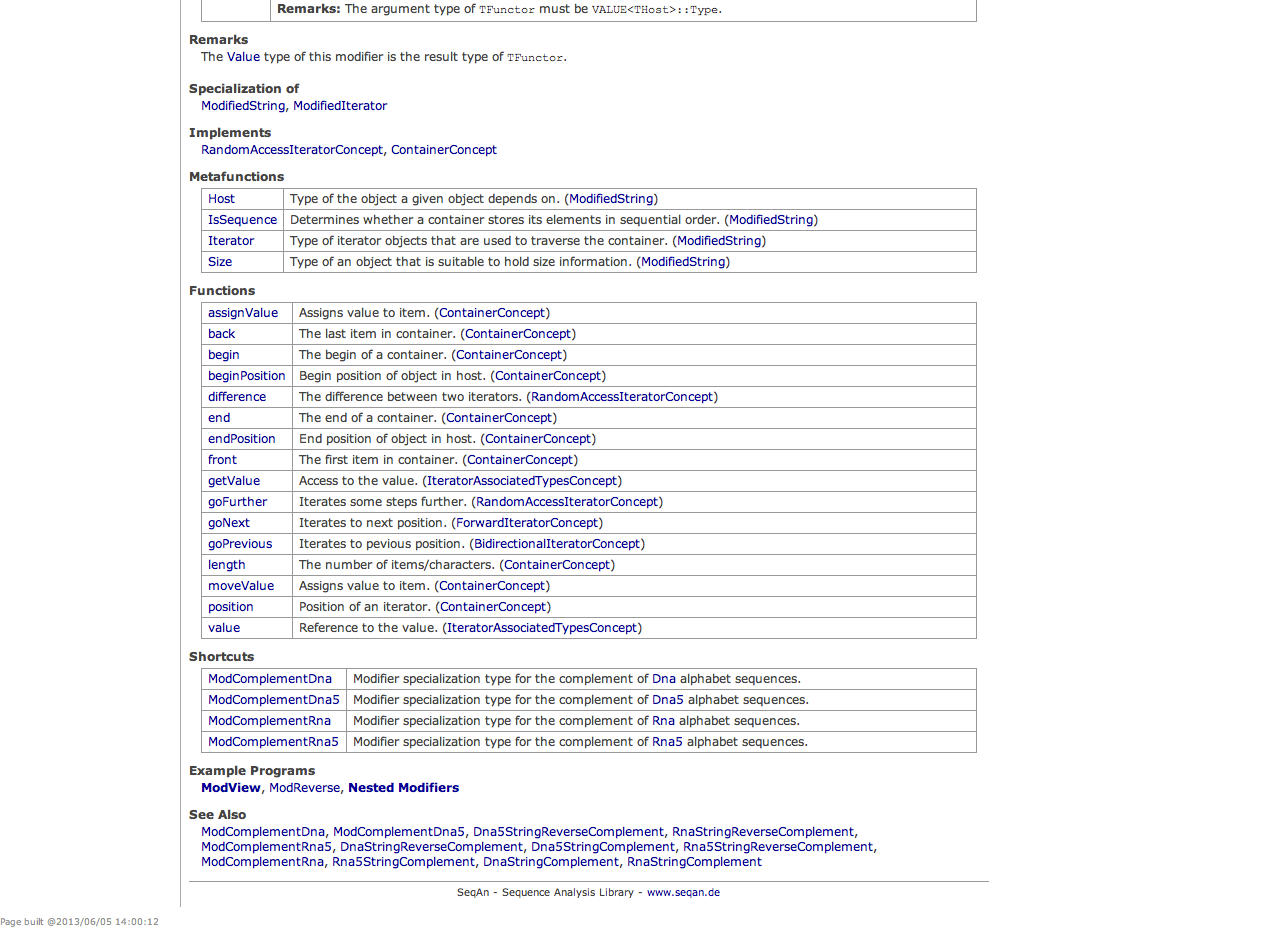 Remarks: The argument type of TFunctor must be VALUE<THost>::Type.
Remarks
The Value type of this modifier is the result type of TFunctor.
Specialization of
ModifiedString, ModifiedIterator
Implements
RandomAccessIteratorConcept, ContainerConcept
Metafunctions
Host Type of the object a given object depends on. (ModifiedString)
IsSequence Determines whether a container stores its elements in sequential order. (ModifiedString)
Iterator Type of iterator objects that are used to traverse the container. (ModifiedString)
Size Type of an object that is suitable to hold size information. (ModifiedString)
Functions
assignValue Assigns value to item. (ContainerConcept)
back The last item in container. (ContainerConcept)
begin The begin of a container. (ContainerConcept)
beginPosition Begin position of object in host. (ContainerConcept)
difference The difference between two iterators. (RandomAccessIteratorConcept)
end The end of a container. (ContainerConcept)
endPosition End position of object in host. (ContainerConcept)
front The first item in container. (ContainerConcept)
getValue Access to the value. (IteratorAssociatedTypesConcept)
goFurther Iterates some steps further. (RandomAccessIteratorConcept)
goNext Iterates to next position. (ForwardIteratorConcept)
goPrevious Iterates to pevious position. (BidirectionalIteratorConcept)
length The number of items/characters. (ContainerConcept)
moveValue Assigns value to item. (ContainerConcept)
position Position of an iterator. (ContainerConcept)
value Reference to the value. (IteratorAssociatedTypesConcept)
Shortcuts
ModComplementDna Modifier specialization type for the complement of Dna alphabet sequences.
ModComplementDna5 Modifier specialization type for the complement of Dna5 alphabet sequences.
ModComplementRna Modifier specialization type for the complement of Rna alphabet sequences.
ModComplementRna5 Modifier specialization type for the complement of Rna5 alphabet sequences.
Example Programs
ModView, ModReverse, Nested Modifiers
See Also
ModComplementDna, ModComplementDna5, Dna5StringReverseComplement, RnaStringReverseComplement,
ModComplementRna5, DnaStringReverseComplement, Dna5StringComplement, Rna5StringReverseComplement,
ModComplementRna, Rna5StringComplement, DnaStringComplement, RnaStringComplement
SeqAn - Sequence Analysis Library - www.seqan.de
Page built @2013/06/05 14:00:12